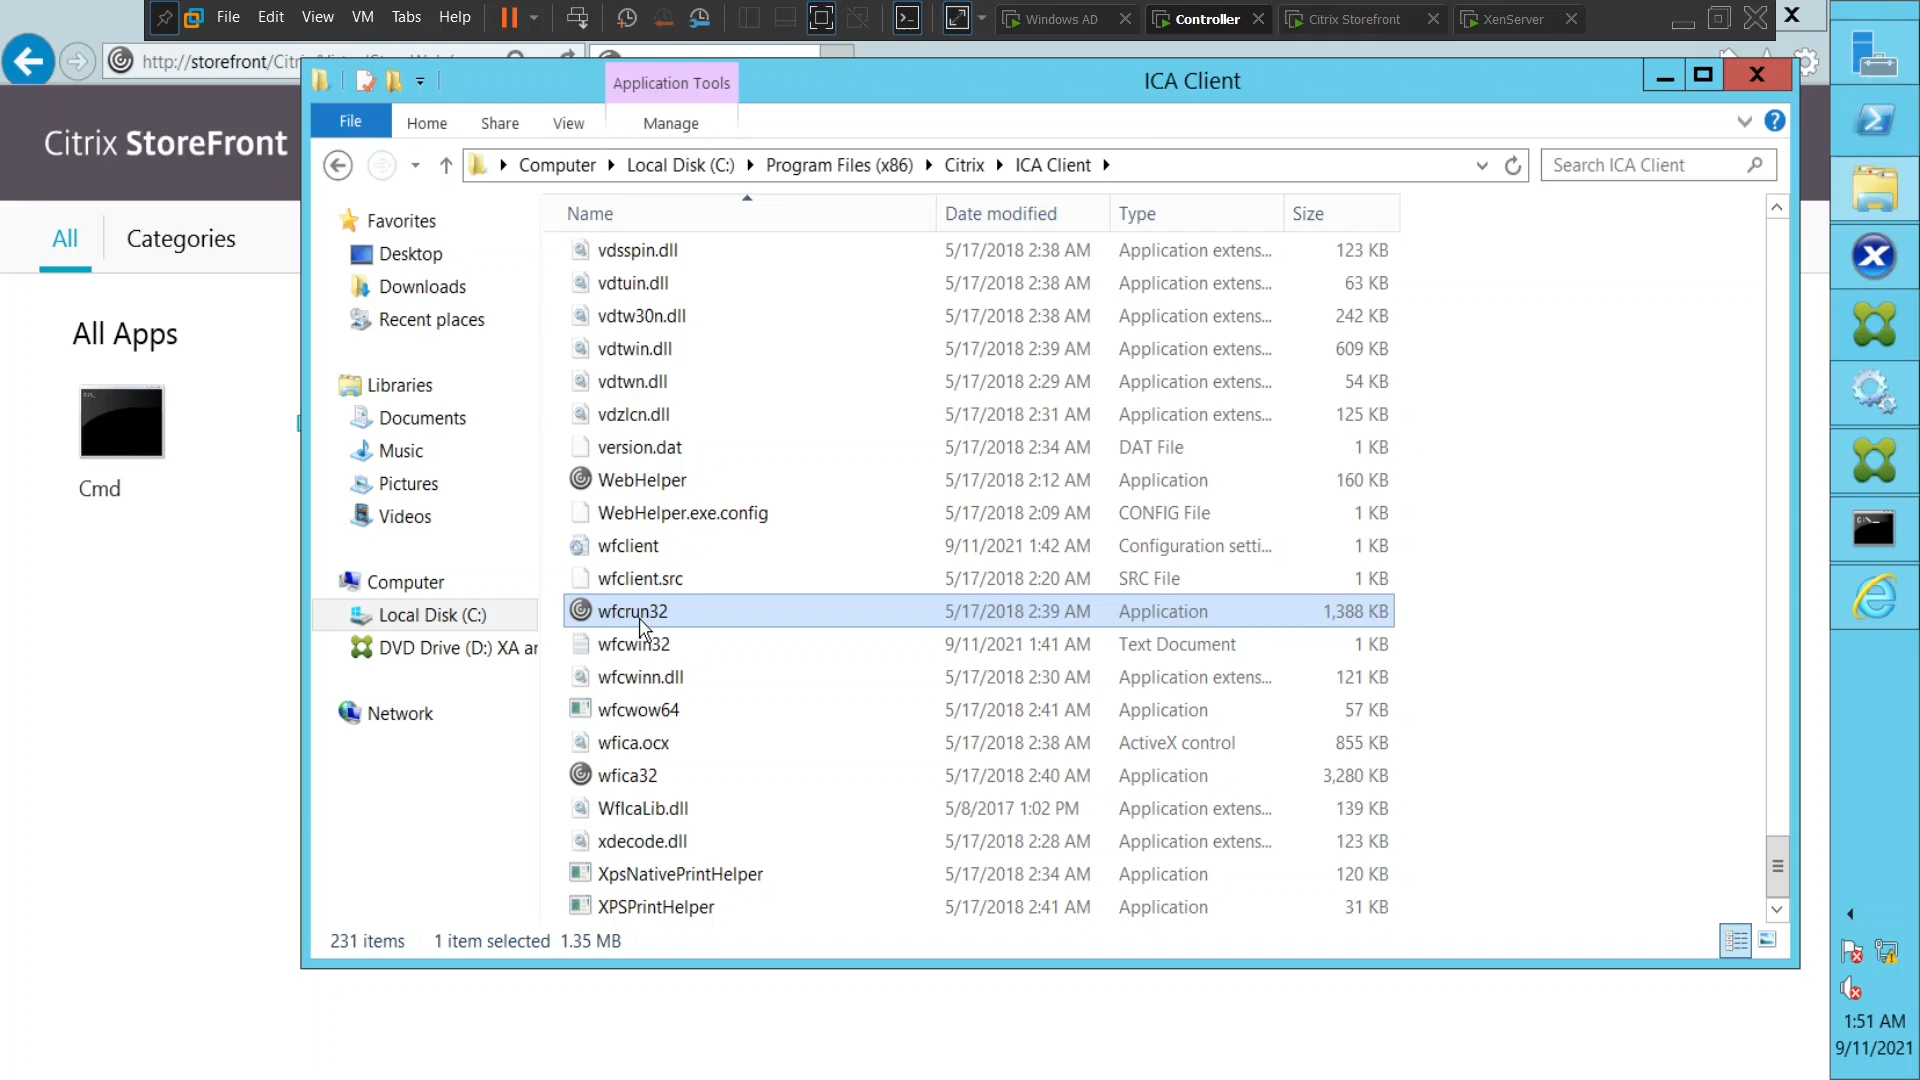 File Edit View VM Tabs Help
Windows AD
Controller
Citrix Storefront
XenServer
http://storefront/Citri
Application Tools
ICA Client
File Home Share View Manage
Citrix StoreFront
Computer Local Disk (C:) Program Files (x86) Citrix ICA Client
Search ICA Client
All
Categories
All Apps
Cmd
Favorites
Desktop
Downloads
Recent places
Libraries
Documents
Music
Pictures
Videos
Computer
Local Disk (C:)
DVD Drive (D:) XA ar
Network
Name Date modified Type Size
vdsspin.dll 5/17/2018 2:38 AM Application extens... 123 KB
vdtuin.dll 5/17/2018 2:38 AM Application extens... 63 KB
vdtw30n.dll 5/17/2018 2:38 AM Application extens... 242 KB
vdtwin.dll 5/17/2018 2:39 AM Application extens... 609 KB
vdtwn.dll 5/17/2018 2:29 AM Application extens... 54 KB
vdzlcn.dll 5/17/2018 2:31 AM Application extens... 125 KB
version.dat 5/17/2018 2:34 AM DAT File 1 KB
WebHelper 5/17/2018 2:12 AM Application 160 KB
WebHelper.exe.config 5/17/2018 2:09 AM CONFIG File 1 KB
wfclient 9/11/2021 1:42 AM Configuration setti... 1 KB
wfclient.src 5/17/2018 2:20 AM SRC File 1 KB
wfcrun32 5/17/2018 2:39 AM Application 1,388 KB
wfcwin32 9/11/2021 1:41 AM Text Document 1 KB
wfcwinn.dll 5/17/2018 2:30 AM Application extens... 121 KB
wfcwow64 5/17/2018 2:41 AM Application 57 KB
wfica.ocx 5/17/2018 2:38 AM ActiveX control 855 KB
wfica32 5/17/2018 2:40 AM Application 3,280 KB
WfIcaLib.dll 5/8/2017 1:02 PM Application extens... 139 KB
xdecode.dll 5/17/2018 2:28 AM Application extens... 123 KB
XpsNativePrintHelper 5/17/2018 2:34 AM Application 120 KB
XPSPrintHelper 5/17/2018 2:41 AM Application 31 KB
231 items 1 item selected 1.35 MB
1:51 AM
9/11/2021